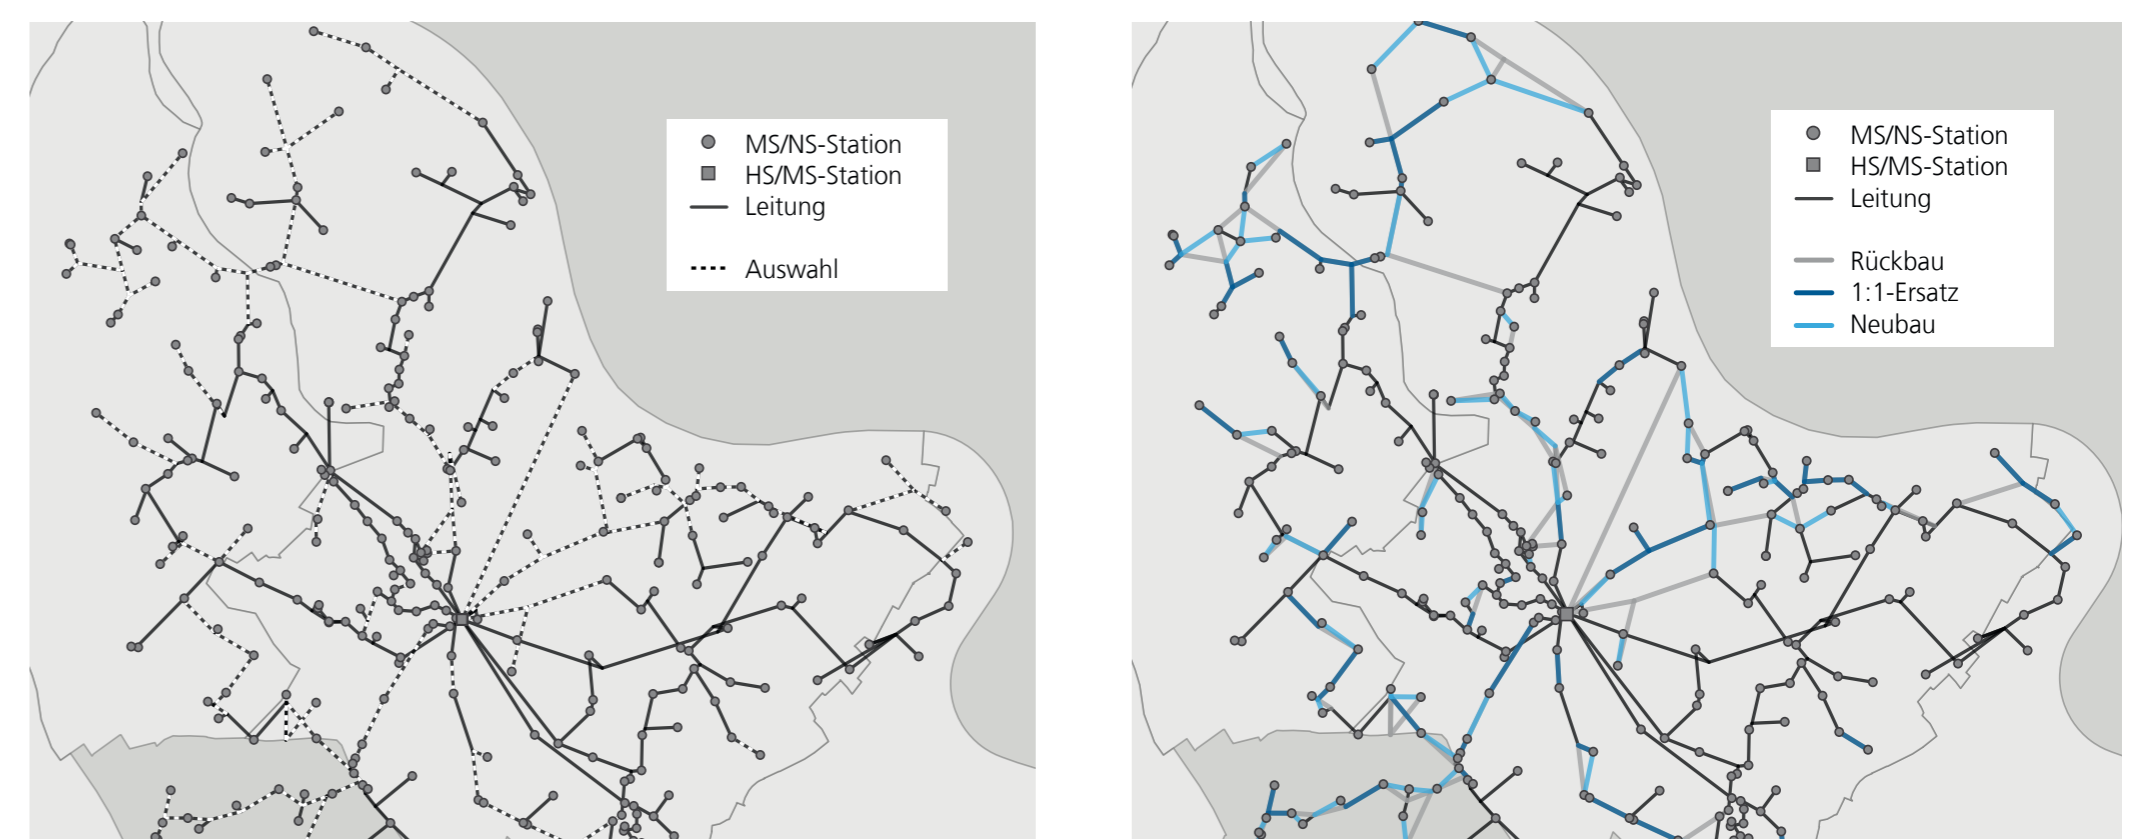 MS/NS-Station
HS/MS-Station
Leitung
Auswahl
MS/NS-Station
HS/MS-Station
Leitung
Rückbau
1:1-Ersatz
Neubau